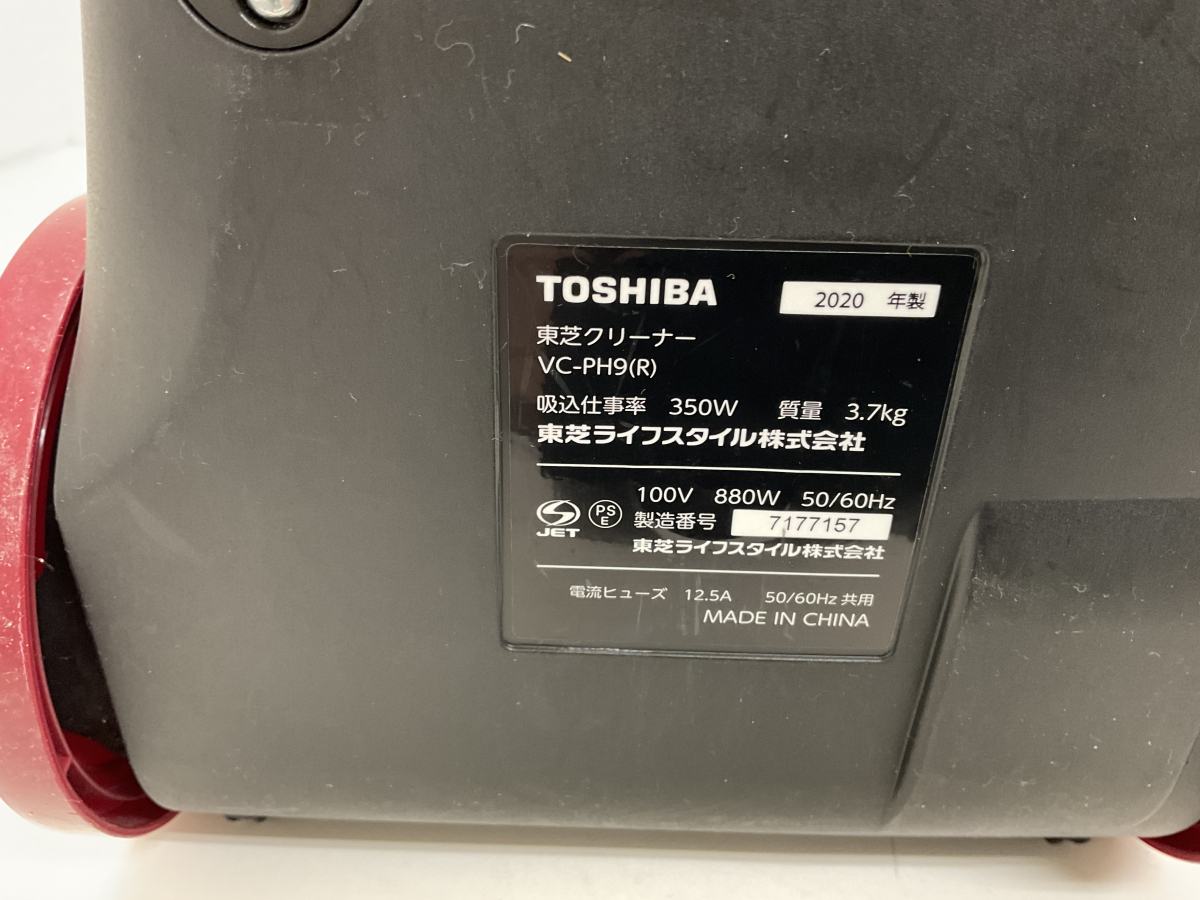 TOSHIBA 2020 年製
東芝クリーナー
VC-PH9(R)
吸込仕事率 350W 質量 3.7kg
東芝ライフスタイル株式会社
100V 880W 50/60Hz
JET PSE 製造番号 7177157
東芝ライフスタイル株式会社
電流ヒューズ 12.5A 50/60Hz 共用
MADE IN CHINA